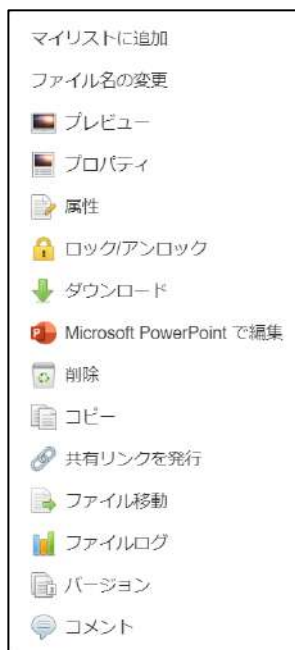 マイリストに追加
ファイル名の変更
プレビュー
プロパティ
属性
ロック/アンロック
ダウンロード
Microsoft PowerPoint で編集
削除
コピー
共有リンクを発行
ファイル移動
ファイルログ
バージョン
コメント